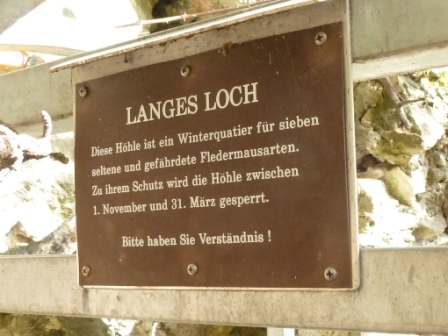 LANGES LOCH
Diese Höhle ist ein Winterquatier für sieben
seltene und gefährdete Fledermausarten.
Zu ihrem Schutz wird die Höhle zwischen
1. November und 31. März gesperrt.
Bitte haben Sie Verständnis !